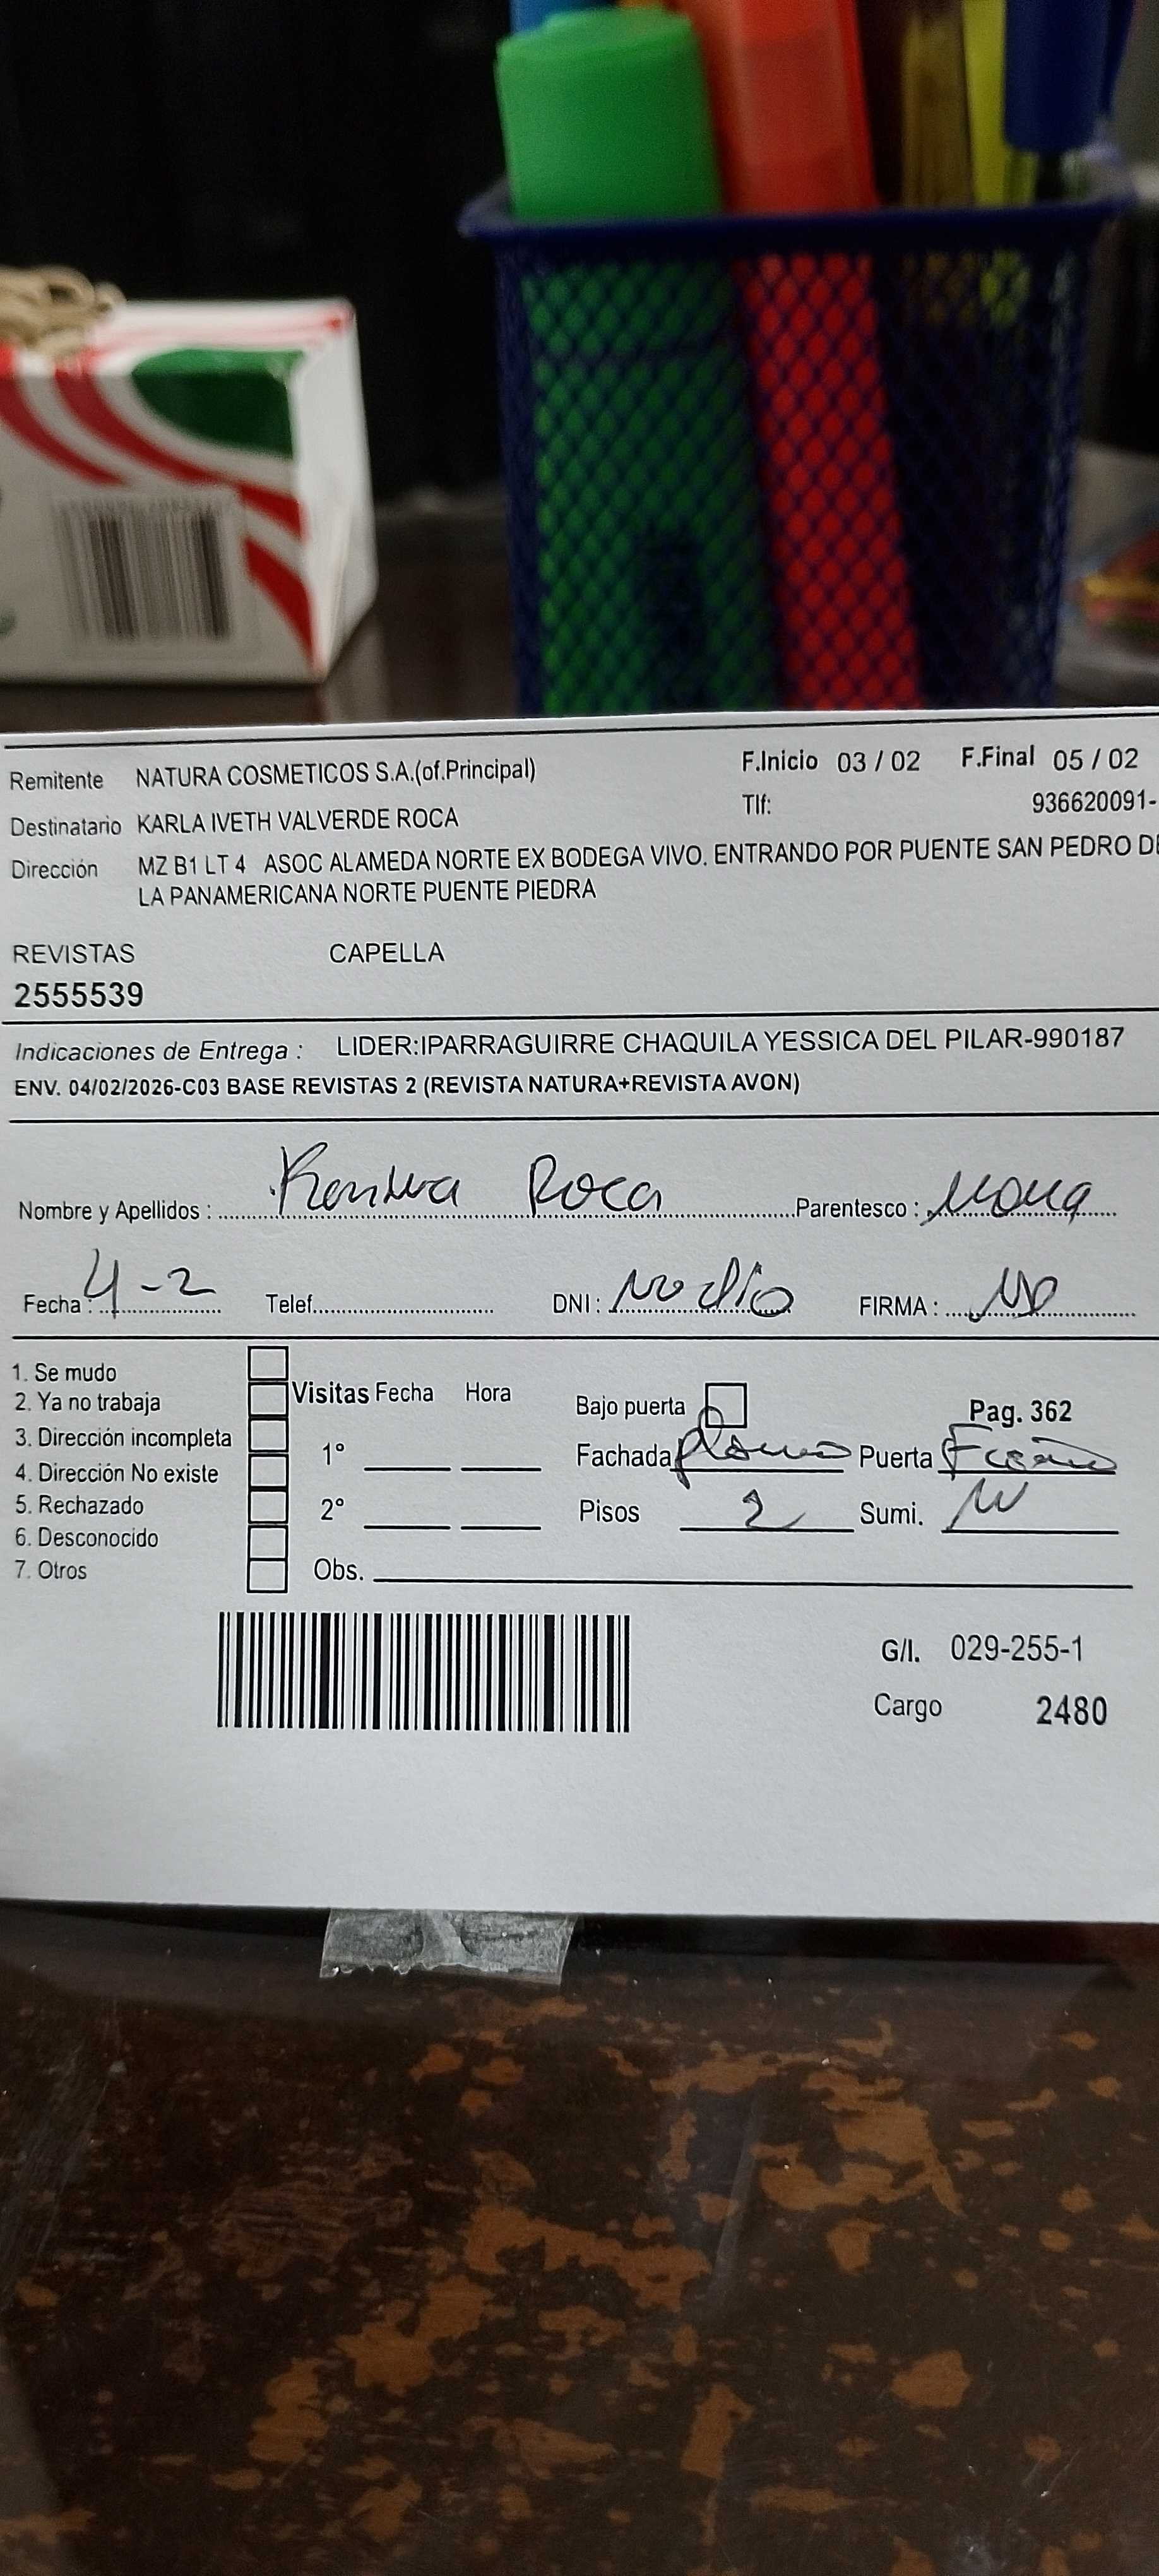 Remitente NATURA COSMETICOS S.A.(of.Principal) F.Inicio 03 / 02 F.Final 05 / 02
Destinatario KARLA IVETH VALVERDE ROCA Tlf: 936620091-
Dirección MZ B1 LT 4 ASOC ALAMEDA NORTE EX BODEGA VIVO. ENTRANDO POR PUENTE SAN PEDRO DE
LA PANAMERICANA NORTE PUENTE PIEDRA
REVISTAS CAPELLA
2555539
Indicaciones de Entrega : LIDER:IPARRAGUIRRE CHAQUILA YESSICA DEL PILAR-990187
ENV. 04/02/2026-C03 BASE REVISTAS 2 (REVISTA NATURA+REVISTA AVON)
Nombre y Apellidos : Roca Parentesco :
Fecha : 4-2 Telef. DNI : No dio FIRMA :
1. Se mudo
2. Ya no trabaja Visitas Fecha Hora Bajo puerta Pag. 362
3. Dirección incompleta 1° Fachada Plomo Puerta
4. Dirección No existe
5. Rechazado 2° Pisos 2 Sumi.
6. Desconocido
7. Otros Obs.
G/I. 029-255-1
Cargo 2480